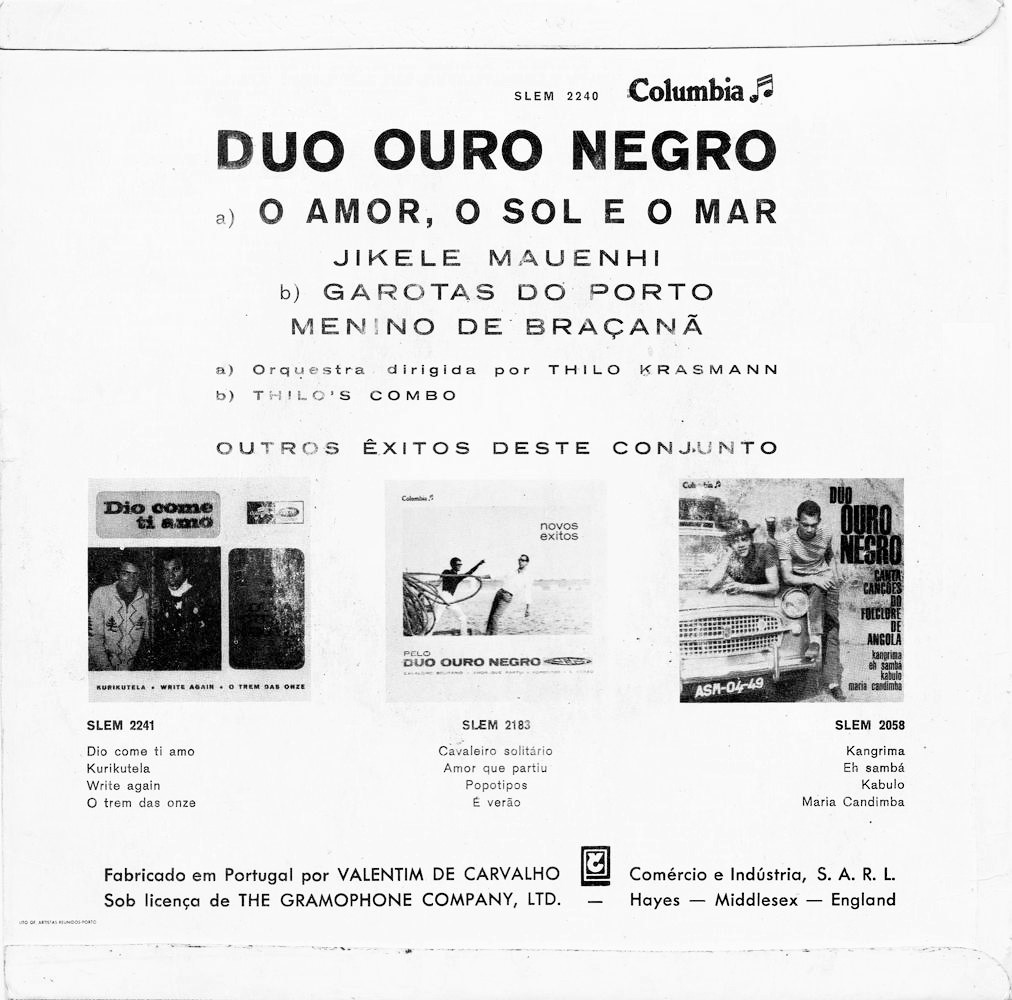 SLEM 2240 Columbia
DUO OURO NEGRO
a) O AMOR, O SOL E O MAR
JIKELE MAUENHI
b) GAROTAS DO PORTO
MENINO DE BRAÇANÃ
a) Orquestra dirigida por THILO KRASMANN
b) THILO'S COMBO
OUTROS ÊXITOS DESTE CONJUNTO
Dio come
ti amo
KURIKUTELA • WRITE AGAIN • O TREM DAS ONZE
Columbia
novos
exitos
PELO
DUO OURO NEGRO
Columbia
DUO
OURO
NEGRO
CANTA
CANÇÕES
DO
FOLCLORE
DE
ANGOLA
kangrima
eh sambá
kabulo
maria candimba
ASM-04-49
SLEM 2241
Dio come ti amo
Kurikutela
Write again
O trem das onze
SLEM 2183
Cavaleiro solitário
Amor que partiu
Popotipos
É verão
SLEM 2058
Kangrima
Eh sambá
Kabulo
Maria Candimba
Fabricado em Portugal por VALENTIM DE CARVALHO Comércio e Indústria, S. A. R. L.
Sob licença de THE GRAMOPHONE COMPANY, LTD. — Hayes — Middlesex — England